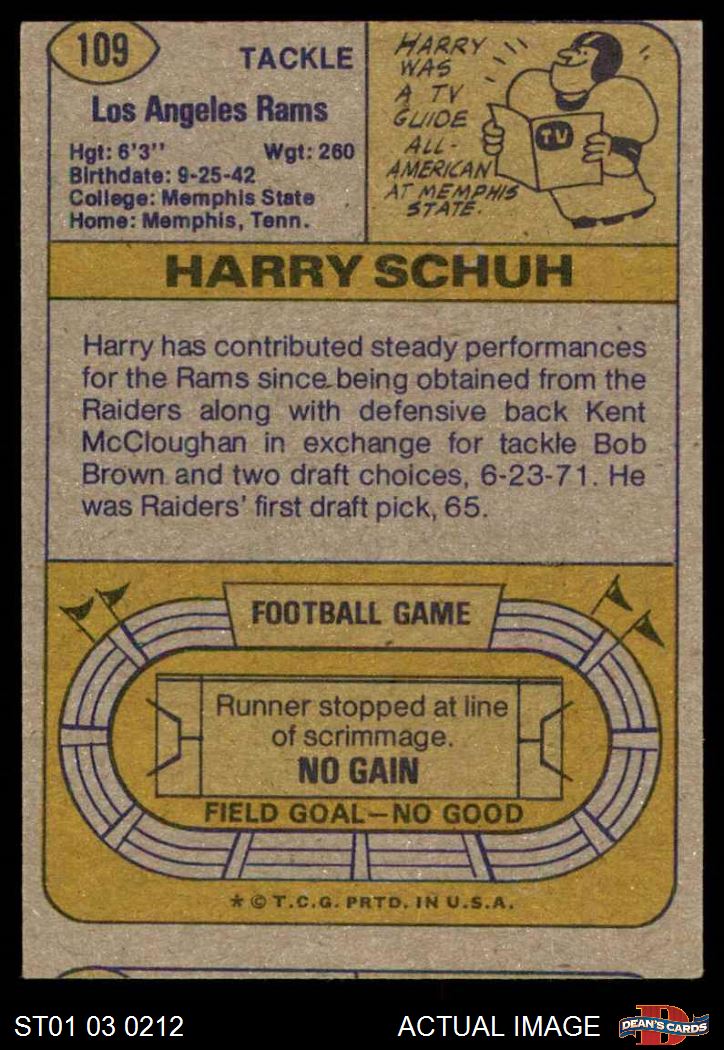 109
TACKLE
Los Angeles Rams
Hgt: 6'3'' Wgt: 260
Birthdate: 9-25-42
College: Memphis State
Home: Memphis, Tenn.
HARRY
WAS
A TV
GUIDE
ALL-
AMERICAN
AT MEMPHIS
STATE.
TV
HARRY SCHUH
Harry has contributed steady performances
for the Rams since being obtained from the
Raiders along with defensive back Kent
McCloughan in exchange for tackle Bob
Brown and two draft choices, 6-23-71. He
was Raiders' first draft pick, 65.
FOOTBALL GAME
Runner stopped at line
of scrimmage.
NO GAIN
FIELD GOAL—NO GOOD
* © T.C.G. PRTD. IN U.S.A.
ST01 03 0212
ACTUAL IMAGE
D
DEAN'S CARDS